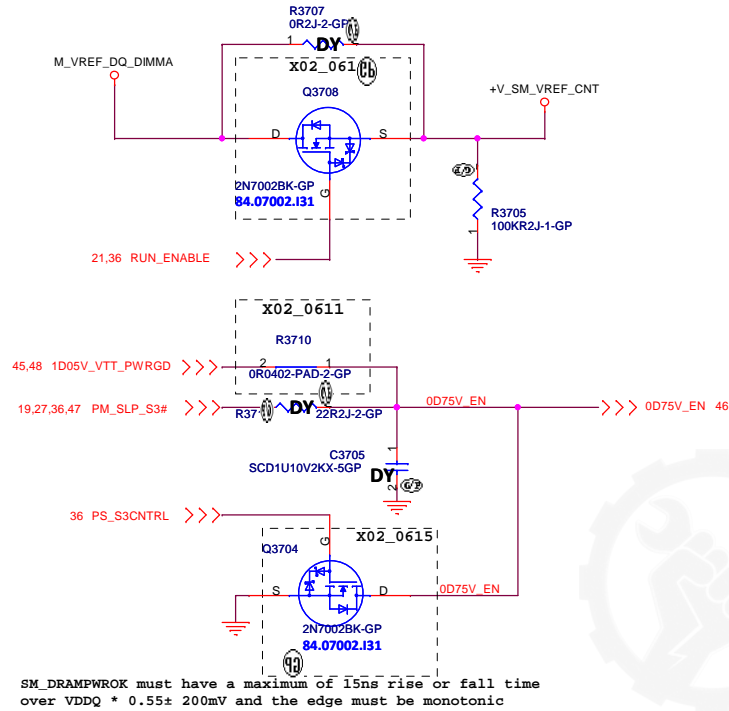 R3707
0R2J-2-GP
1
DY
X02_061
M_VREF_DQ_DIMMA
+V_SM_VREF_CNT
Q3708
D
S
G
2N7002BK-GP
84.07002.I31
R3705
1
100KR2J-1-GP
21,36 RUN_ENABLE
X02_0611
R3710
45,48 1D05V_VTT_PWRGD
2
1
0R0402-PAD-2-GP
19,27,36,47 PM_SLP_S3#
R37
DY
22R2J-2-GP
0D75V_EN
0D75V_EN 46
1
C3705
SCD1U10V2KX-5GP
DY
2
36 PS_S3CNTRL
X02_0615
Q3704
G
S
D
0D75V_EN
2N7002BK-GP
84.07002.I31
SM_DRAMPWROK must have a maximum of 15ns rise or fall time
over VDDQ * 0.55± 200mV and the edge must be monotonic